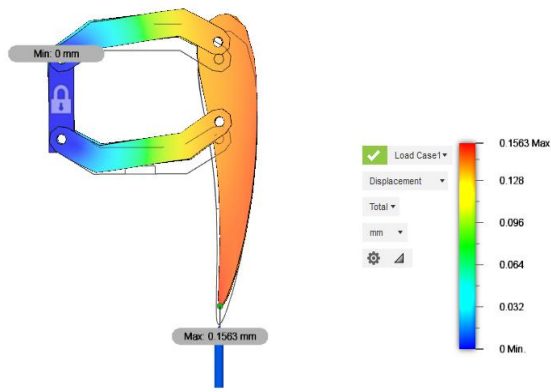 Min: 0 mm
Max: 0.1563 mm
Load Case1
Displacement
Total
mm
0.1563 Max
0.128
0.096
0.064
0.032
0 Min.